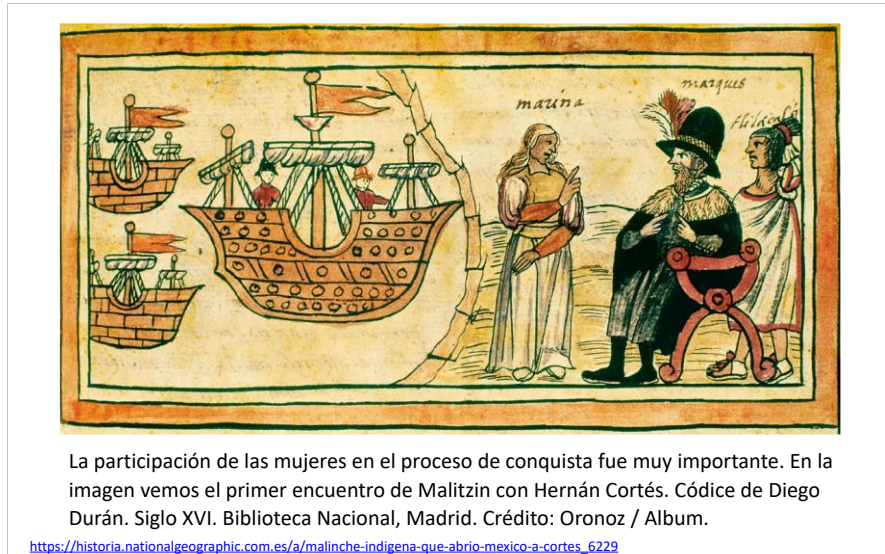 marina
marques
La participación de las mujeres en el proceso de conquista fue muy importante. En la
imagen vemos el primer encuentro de Malitzin con Hernán Cortés. Códice de Diego
Durán. Siglo XVI. Biblioteca Nacional, Madrid. Crédito: Oronoz / Album.
https://historia.nationalgeographic.com.es/a/malinche-indigena-que-abrio-mexico-a-cortes_6229